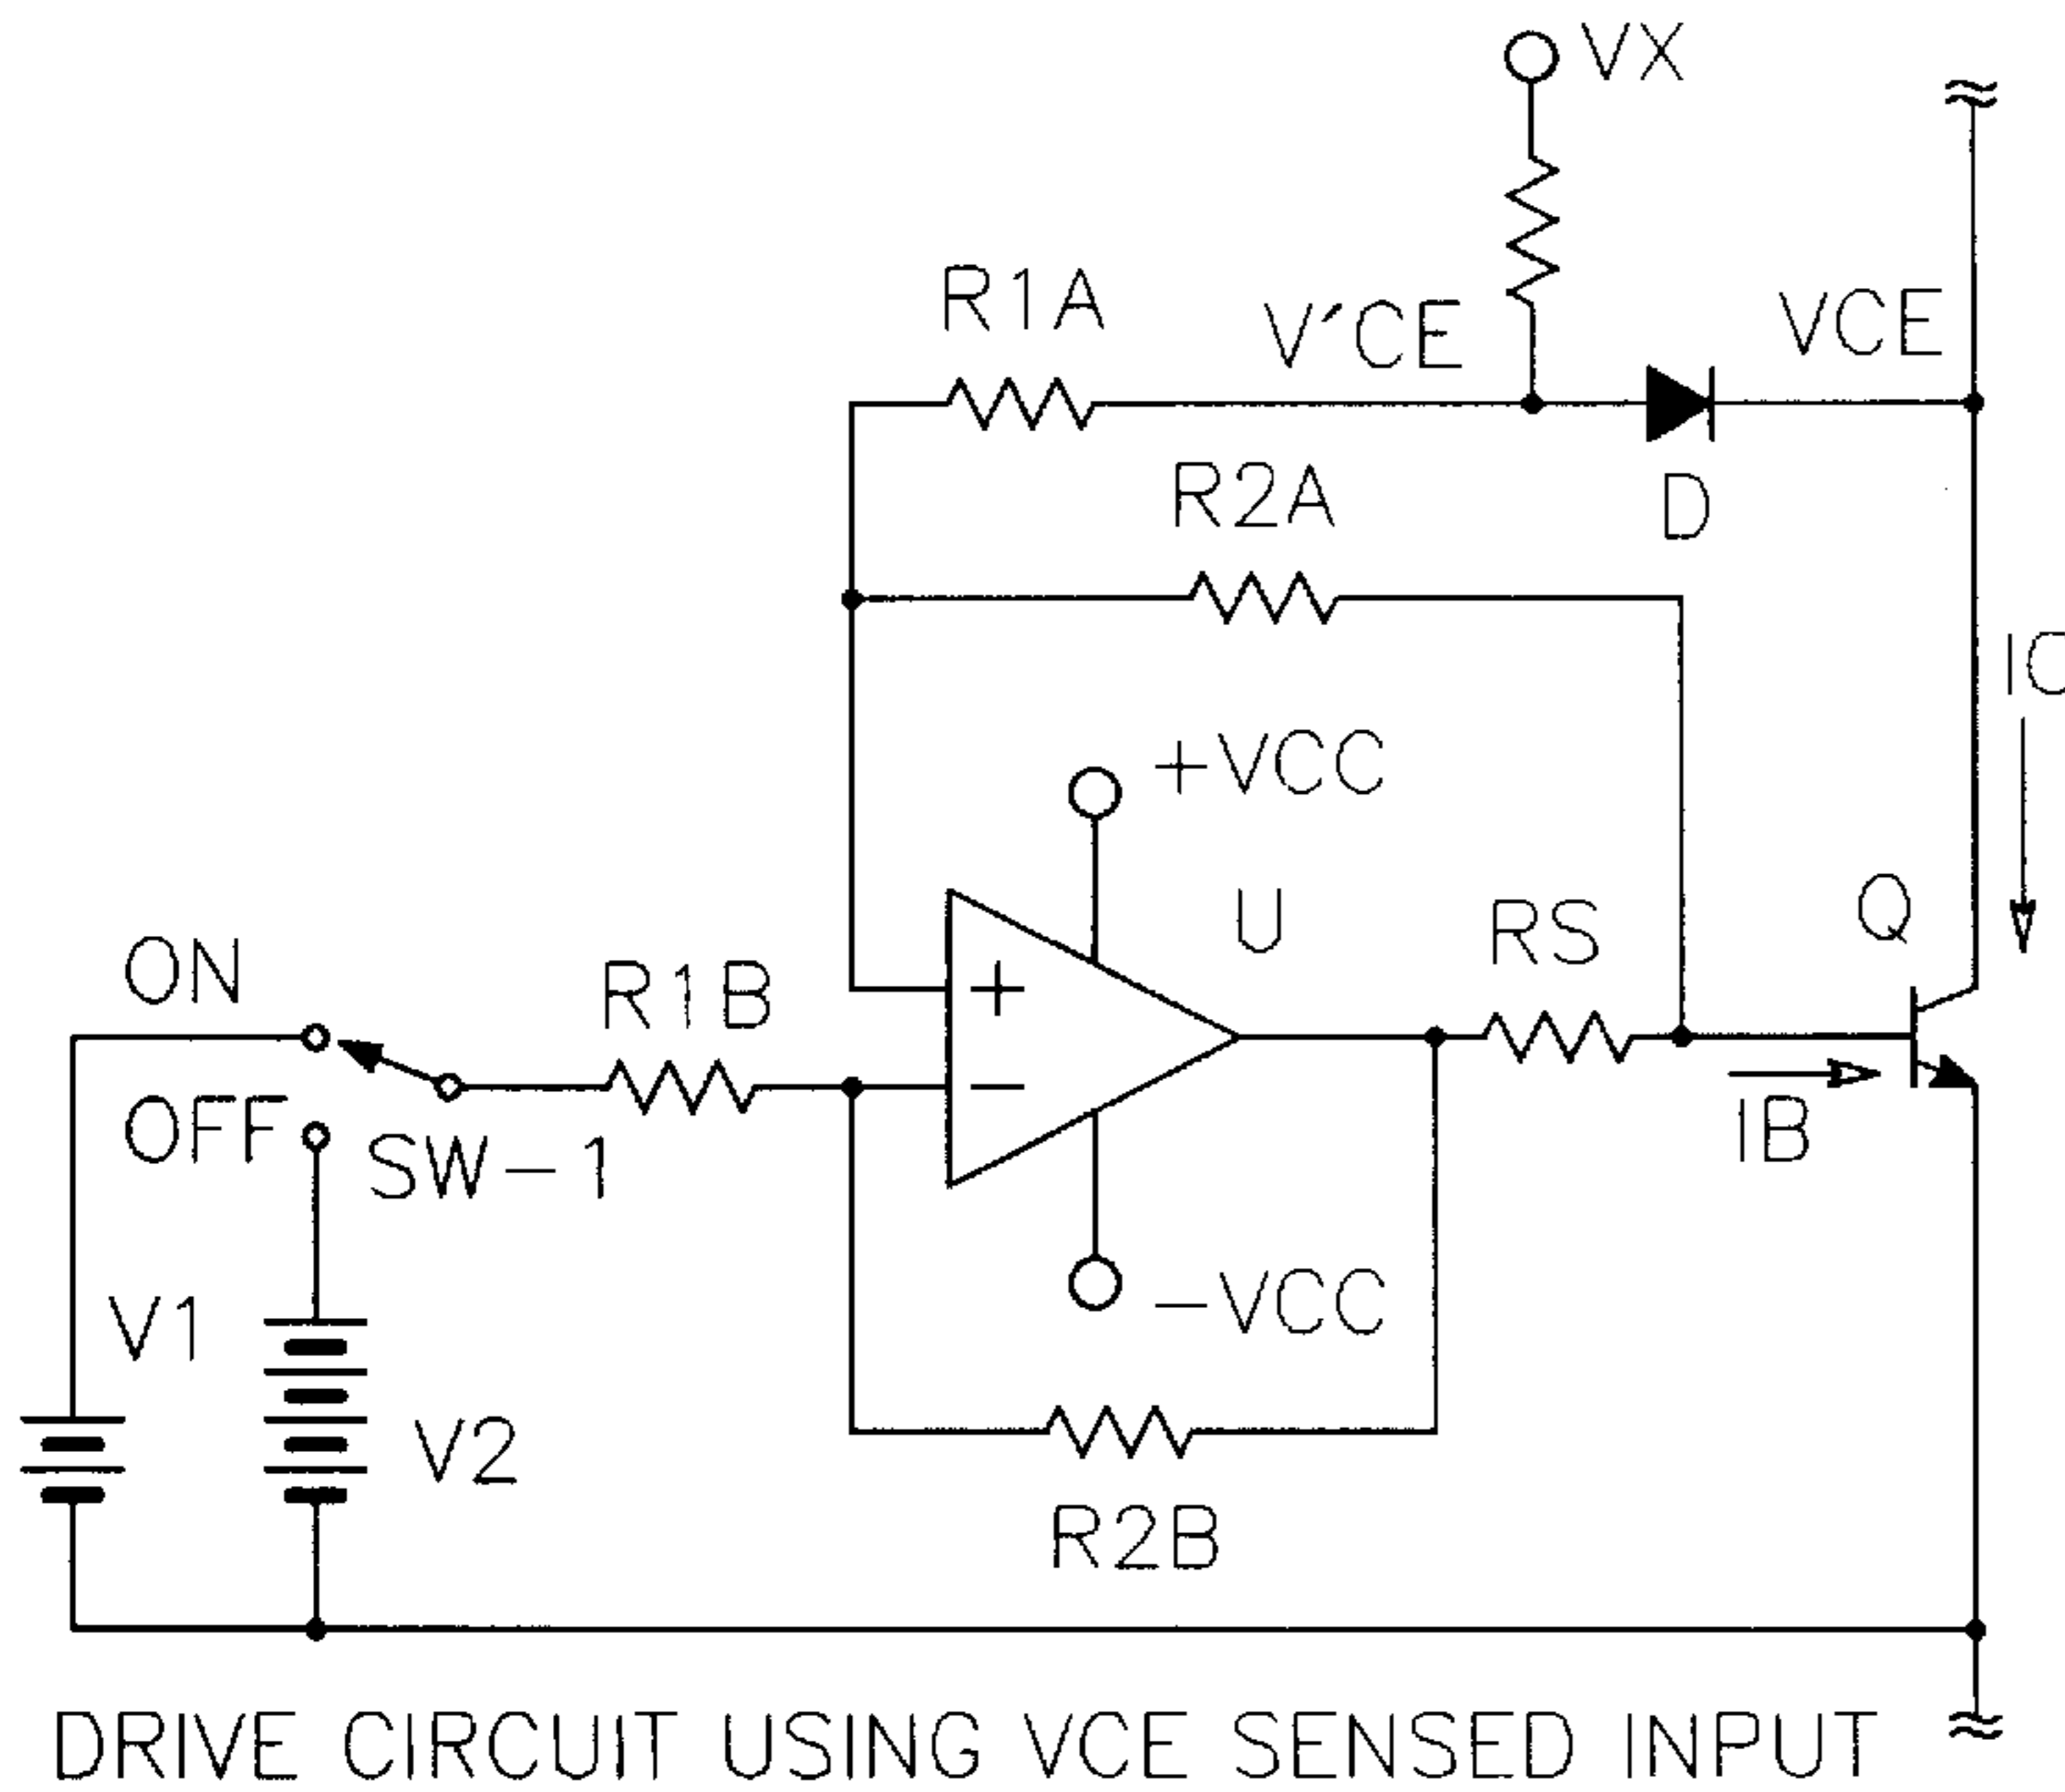 VX
R1A
V'CE
VCE
R2A
D
IC
+VCC
U
RS
Q
ON
R1B
+
−
OFF
SW-1
IB
V1
−VCC
V2
R2B
DRIVE CIRCUIT USING VCE SENSED INPUT